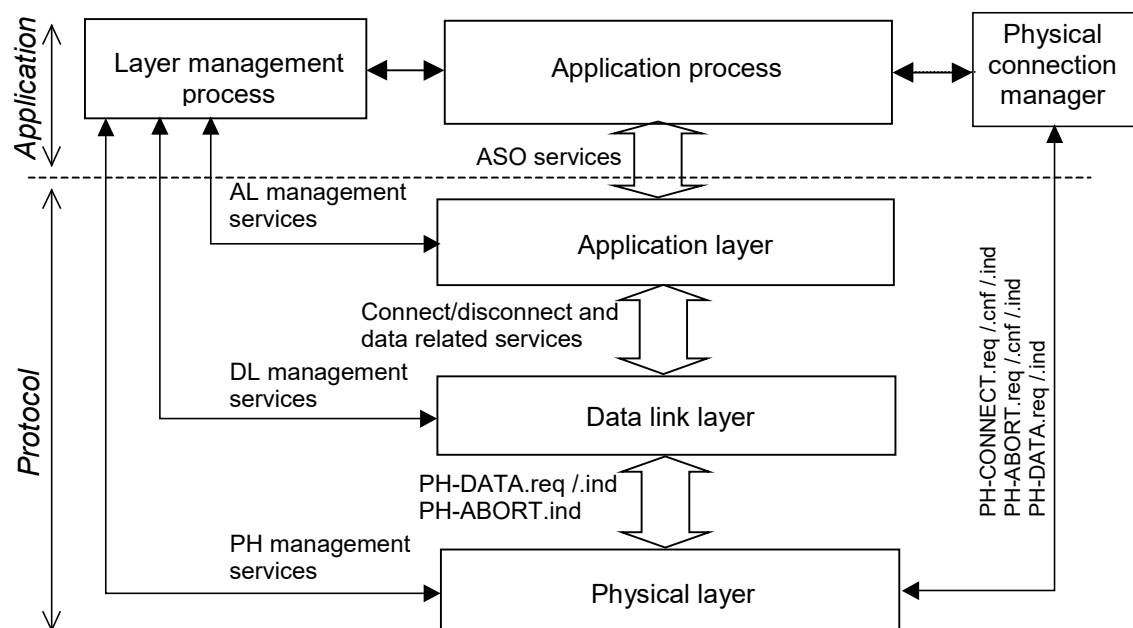 Application
Layer management
process
Application process
Physical
connection
manager
ASO services
Protocol
AL management
services
Application layer
Connect/disconnect and
data related services
DL management
services
Data link layer
PH-DATA.req /.ind
PH-ABORT.ind
PH management
services
Physical layer
PH-CONNECT.req /.cnf /.ind
PH-ABORT.req /.cnf /.ind
PH-DATA.req /.ind